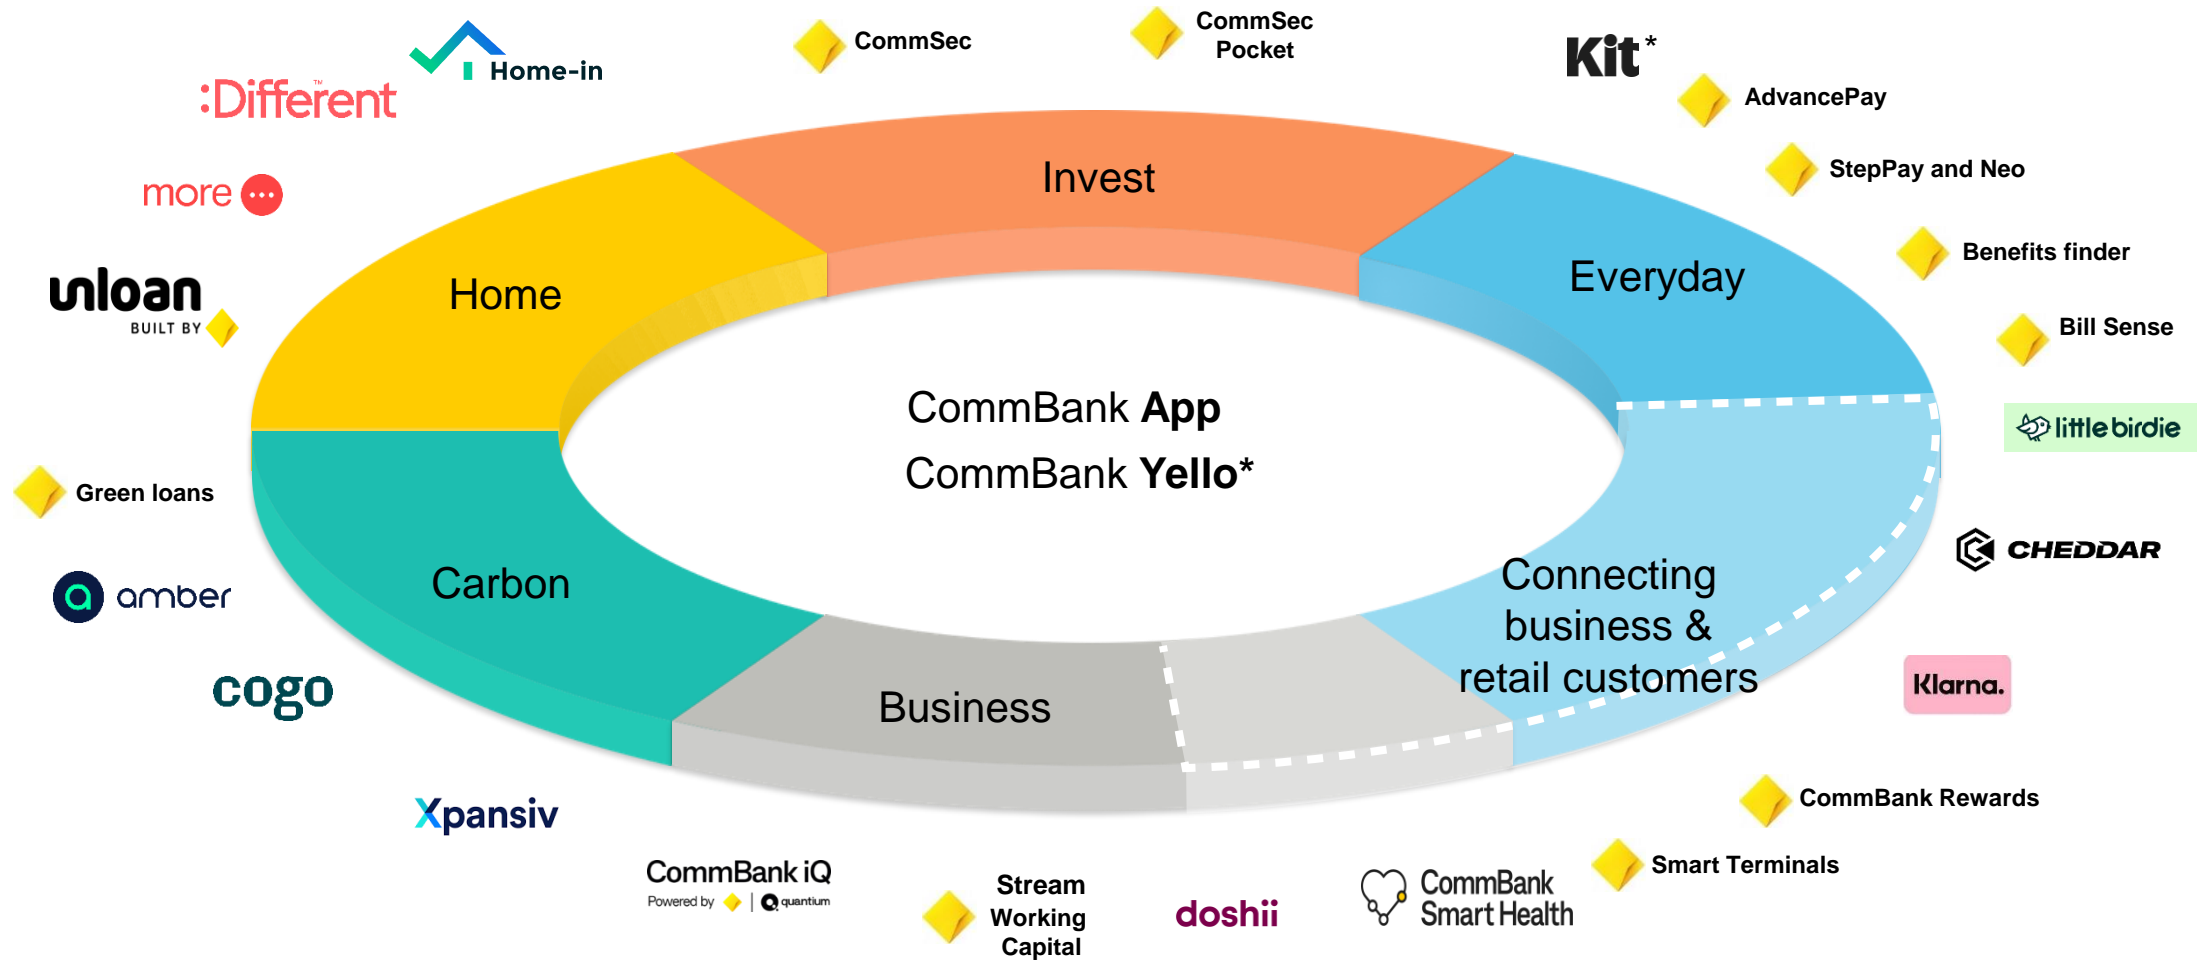 CommSec
CommSec
Pocket
Kit*
Home-in
:Different™
AdvancePay
more
Invest
StepPay and Neo
Benefits finder
Everyday
Home
unloan
BUILT BY
Bill Sense
CommBank App
little birdie
CommBank Yello*
Green loans
CHEDDAR
Connecting
business &
retail customers
Carbon
amber
cogo
Klarna.
Business
CommBank Rewards
Xpansiv
Smart Terminals
CommBank iQ
Powered by | quantium
Stream
Working
Capital
doshii
CommBank
Smart Health